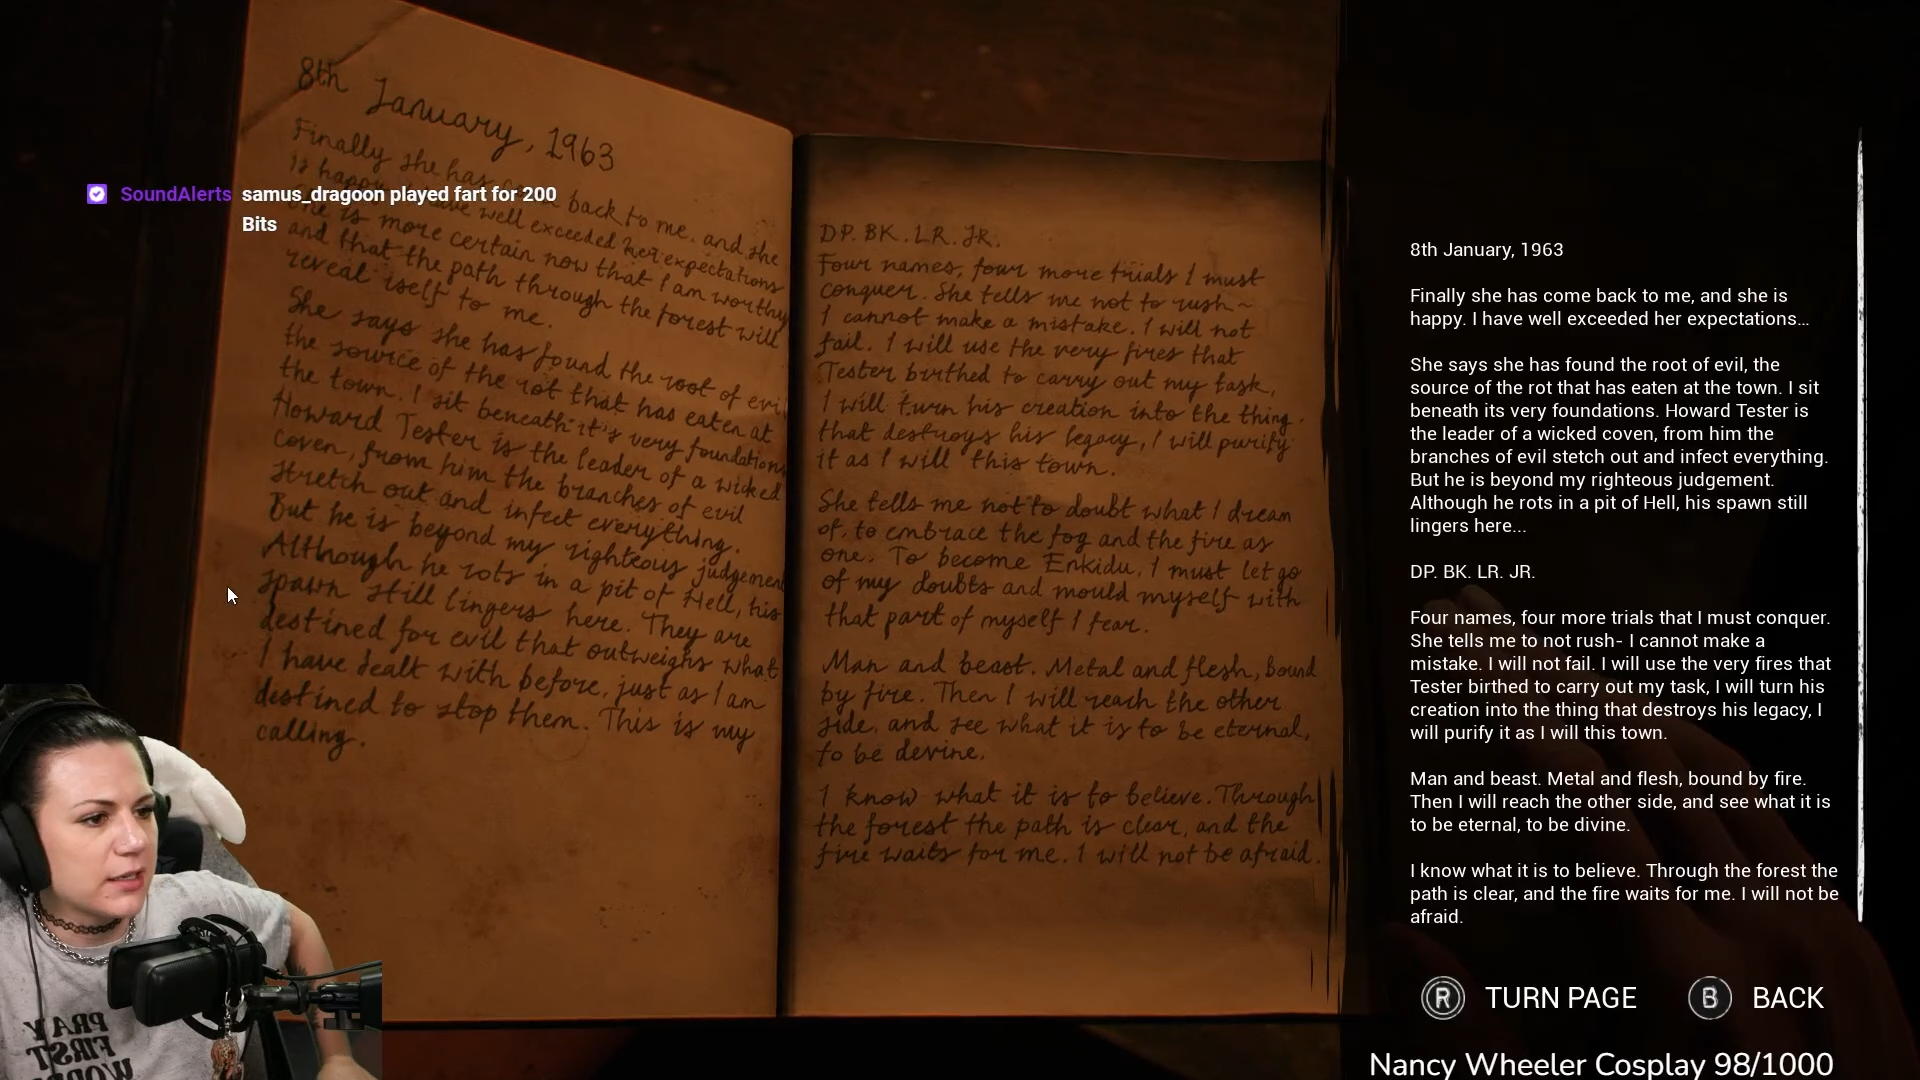 8th January, 1963
Finally she has back to me, and she
is happy. well exceeded her expectations
She is more certain now that I am worthy
and that the path through the forest will
reveal iself to me.
She says she has found the root of evil
the source of the rot that has eaten at
the town. I sit beneath it's very foundations
Howard Tester is the leader of a wicked
coven, from him the branches of evil
stretch out and infect everything.
But he is beyond my righteous judgement
Although he rots in a pit of Hell, his
spawn still lingers here. They are
destined for evil that outweighs what
I have dealt with before, just as I am
destined to stop them. This is my
calling.
SoundAlerts samus_dragoon played fart for 200
Bits
DP. BK. LR. JR.
Four names, four more trials I must
conquer. She tells me not to rush ~
I cannot make a mistake. I will not
fail. I will use the very fires that
Tester birthed to carry out my task,
I will turn his creation into the thing
that destroys his legacy, I will purify
it as I will this town.
She tells me not to doubt what I dream
of, to embrace the fog and the fire as
one. To become Enkidu, I must let go
of my doubts and mould myself with
that part of myself I fear.
Man and beast. Metal and flesh, bound
by fire. Then I will reach the other
side, and see what it is to be eternal,
to be devine.
I know what it is to believe. Through
the forest the path is clear, and the
fire waits for me. I will not be afraid.
8th January, 1963
Finally she has come back to me, and she is
happy. I have well exceeded her expectations...
She says she has found the root of evil, the
source of the rot that has eaten at the town. I sit
beneath its very foundations. Howard Tester is
the leader of a wicked coven, from him the
branches of evil stetch out and infect everything.
But he is beyond my righteous judgement.
Although he rots in a pit of Hell, his spawn still
lingers here...
DP. BK. LR. JR.
Four names, four more trials that I must conquer.
She tells me to not rush- I cannot make a
mistake. I will not fail. I will use the very fires that
Tester birthed to carry out my task, I will turn his
creation into the thing that destroys his legacy, I
will purify it as I will this town.
Man and beast. Metal and flesh, bound by fire.
Then I will reach the other side, and see what it is
to be eternal, to be divine.
I know what it is to believe. Through the forest the
path is clear, and the fire waits for me. I will not be
afraid.
R TURN PAGE B BACK
Nancy Wheeler Cosplay 98/1000
PRAY
FIRST